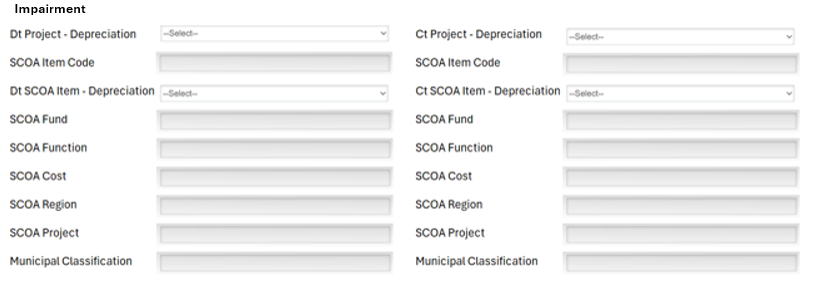 Impairment
Dt Project - Depreciation --Select-- Ct Project - Depreciation --Select--
SCOA Item Code SCOA Item Code
Dt SCOA Item - Depreciation --Select-- Ct SCOA Item - Depreciation --Select--
SCOA Fund SCOA Fund
SCOA Function SCOA Function
SCOA Cost SCOA Cost
SCOA Region SCOA Region
SCOA Project SCOA Project
Municipal Classification Municipal Classification